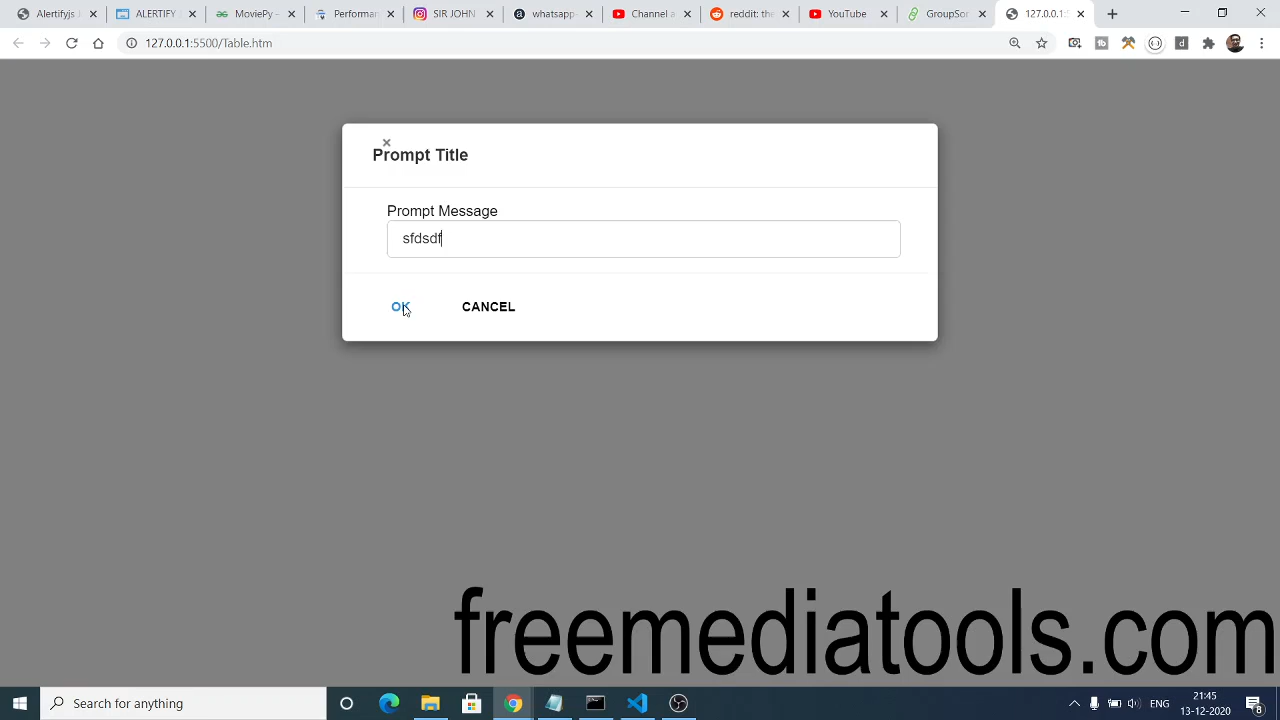 Alertifyjs J
ALERTIFY
MoviePy -
Performan
SIR JOHN
whatsapp-
Channel a
reddit: the
YouTube
GroupSor
127.0.0.1:5
127.0.0.1:5500/Table.htm
Prompt Title
Prompt Message
sfdsdf
OK
CANCEL
freemediatools.com
Search for anything
ENG
21:45
13-12-2020
8